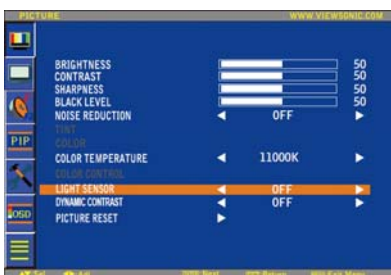 PICTURE WWW.VIEWSONIC.COM
BRIGHTNESS 50
CONTRAST 50
SHARPNESS 50
BLACK LEVEL 50
NOISE REDUCTION OFF
TINT
COLOR
PIP
COLOR TEMPERATURE 11000K
COLOR CONTROL
LIGHT SENSOR OFF
DYNAMIC CONTRAST OFF
OSD
PICTURE RESET